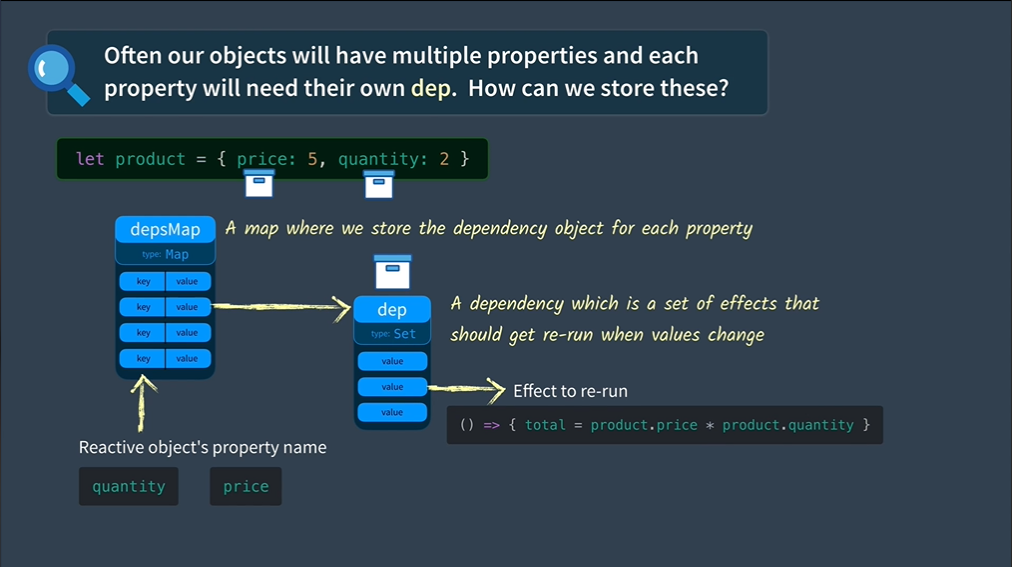 Often our objects will have multiple properties and each
property will need their own dep. How can we store these?
let product = { price: 5, quantity: 2 }
depsMap
type: Map
A map where we store the dependency object for each property
key value
key value
key value
key value
dep
type: Set
A dependency which is a set of effects that
should get re-run when values change
value
value
value
Effect to re-run
() => { total = product.price * product.quantity }
Reactive object's property name
quantity
price